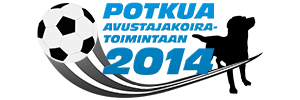 POTKUA
AVUSTAJAKOIRA-
TOIMINTAAN
2014